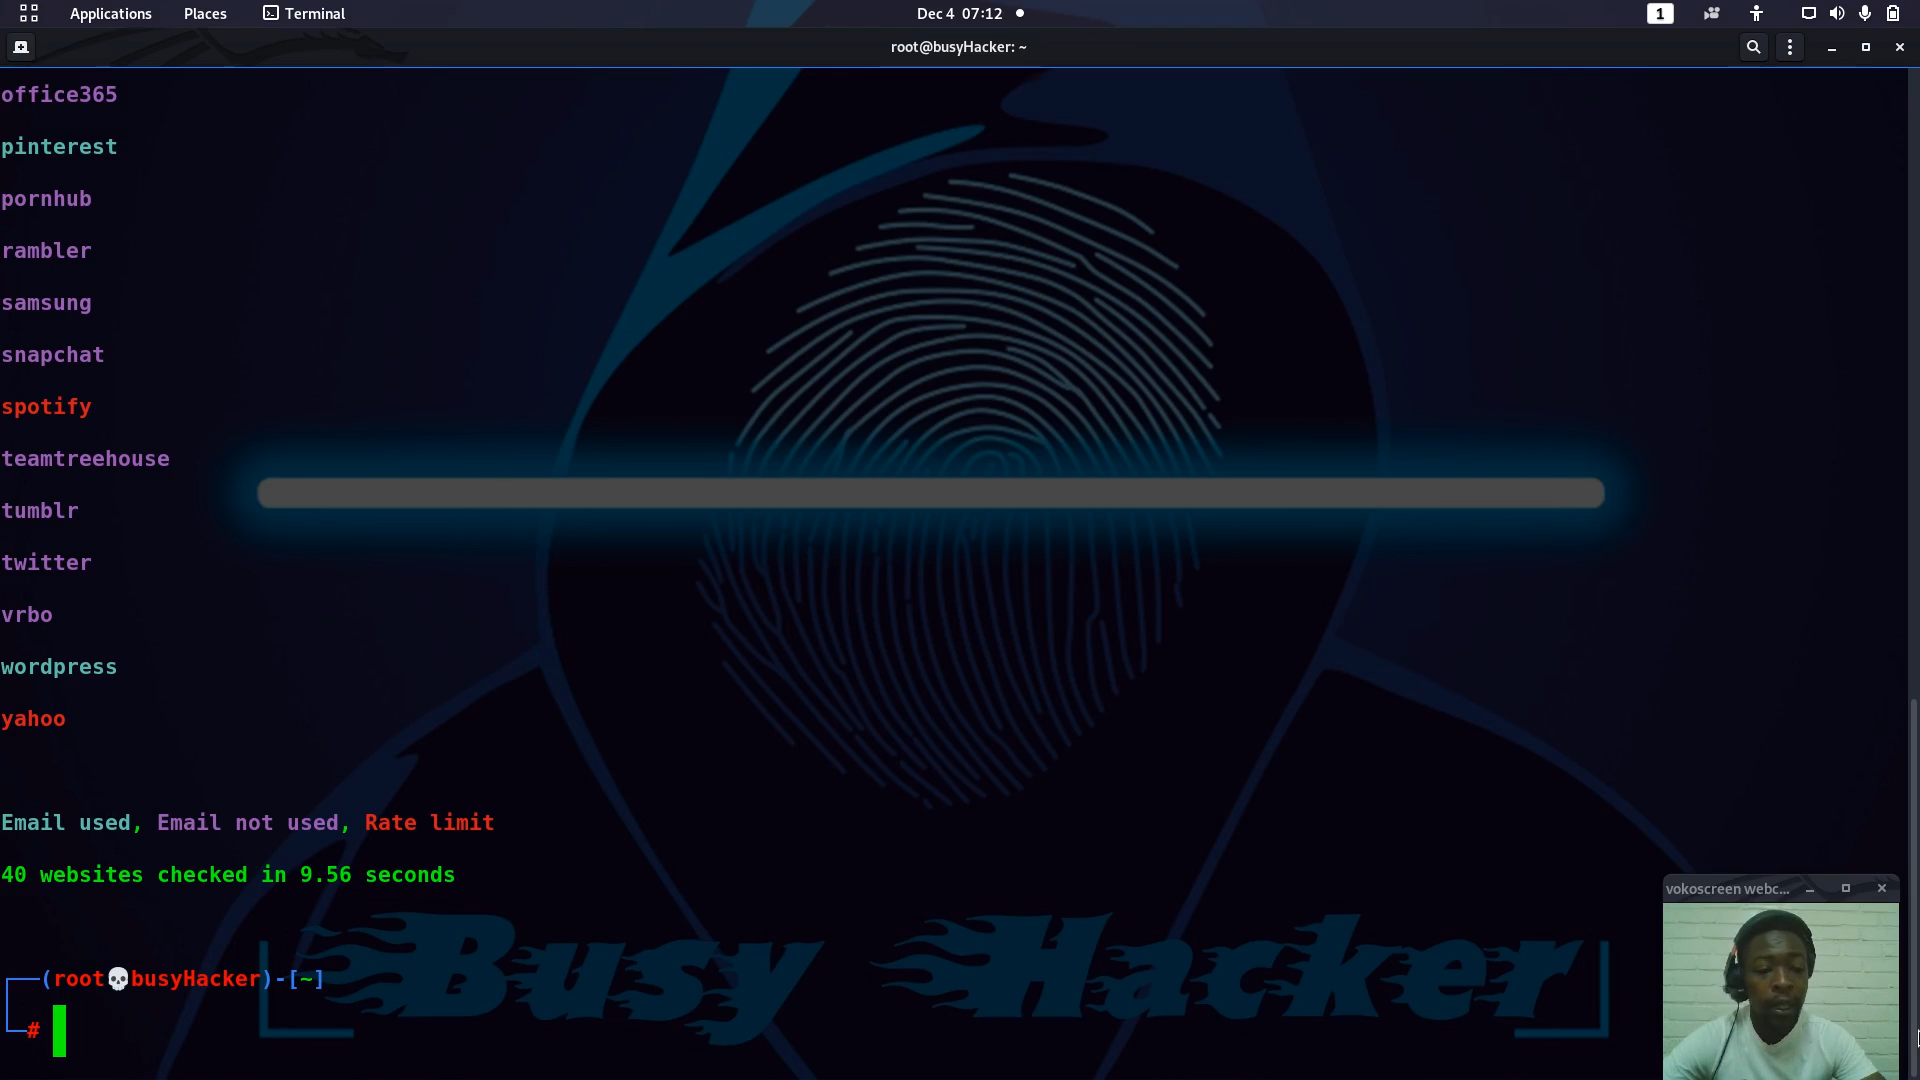 Applications Places Terminal Dec 4 07:12 1
root@busyHacker: ~
office365
pinterest
pornhub
rambler
samsung
snapchat
spotify
teamtreehouse
tumblr
twitter
vrbo
wordpress
yahoo
Email used, Email not used, Rate limit
40 websites checked in 9.56 seconds
vokoscreen webc...
Busy Hacker
(root💀busyHacker)-[~]
#